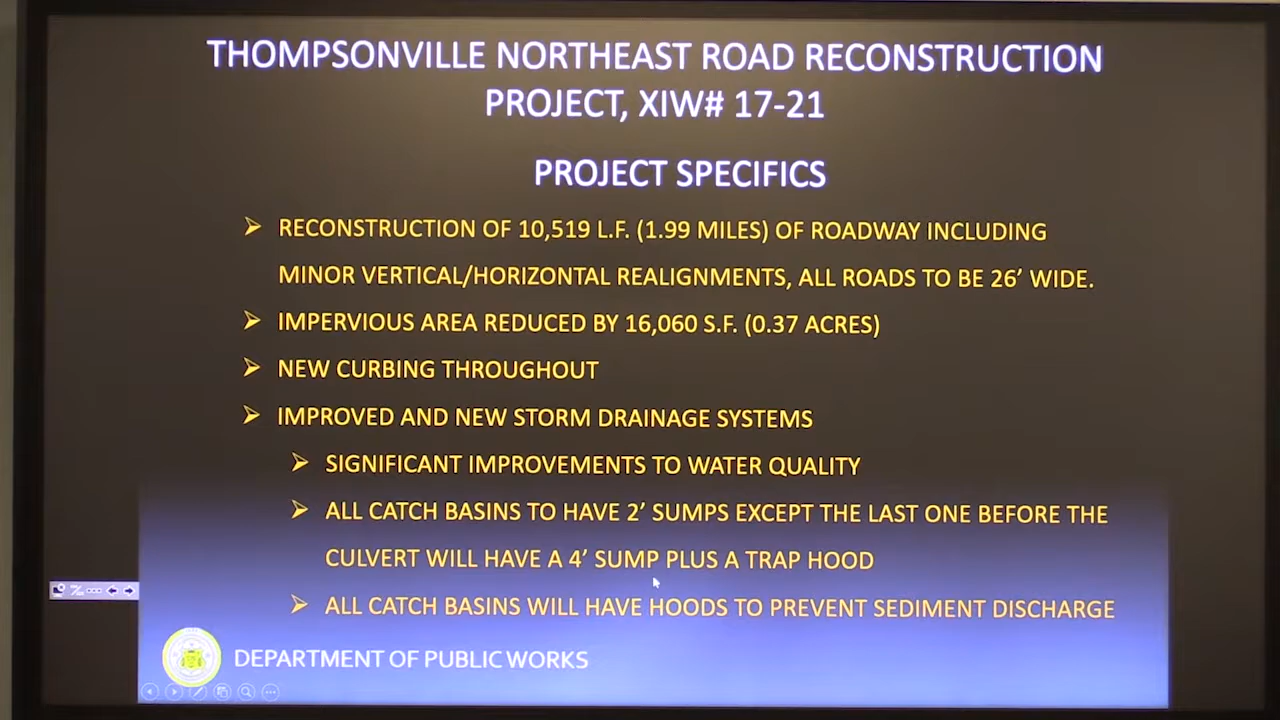 THOMPSONVILLE NORTHEAST ROAD RECONSTRUCTION
PROJECT, XIW# 17-21
PROJECT SPECIFICS
➢ RECONSTRUCTION OF 10,519 L.F. (1.99 MILES) OF ROADWAY INCLUDING
MINOR VERTICAL/HORIZONTAL REALIGNMENTS, ALL ROADS TO BE 26’ WIDE.
➢ IMPERVIOUS AREA REDUCED BY 16,060 S.F. (0.37 ACRES)
➢ NEW CURBING THROUGHOUT
➢ IMPROVED AND NEW STORM DRAINAGE SYSTEMS
➢ SIGNIFICANT IMPROVEMENTS TO WATER QUALITY
➢ ALL CATCH BASINS TO HAVE 2’ SUMPS EXCEPT THE LAST ONE BEFORE THE
CULVERT WILL HAVE A 4’ SUMP PLUS A TRAP HOOD
➢ ALL CATCH BASINS WILL HAVE HOODS TO PREVENT SEDIMENT DISCHARGE
DEPARTMENT OF PUBLIC WORKS